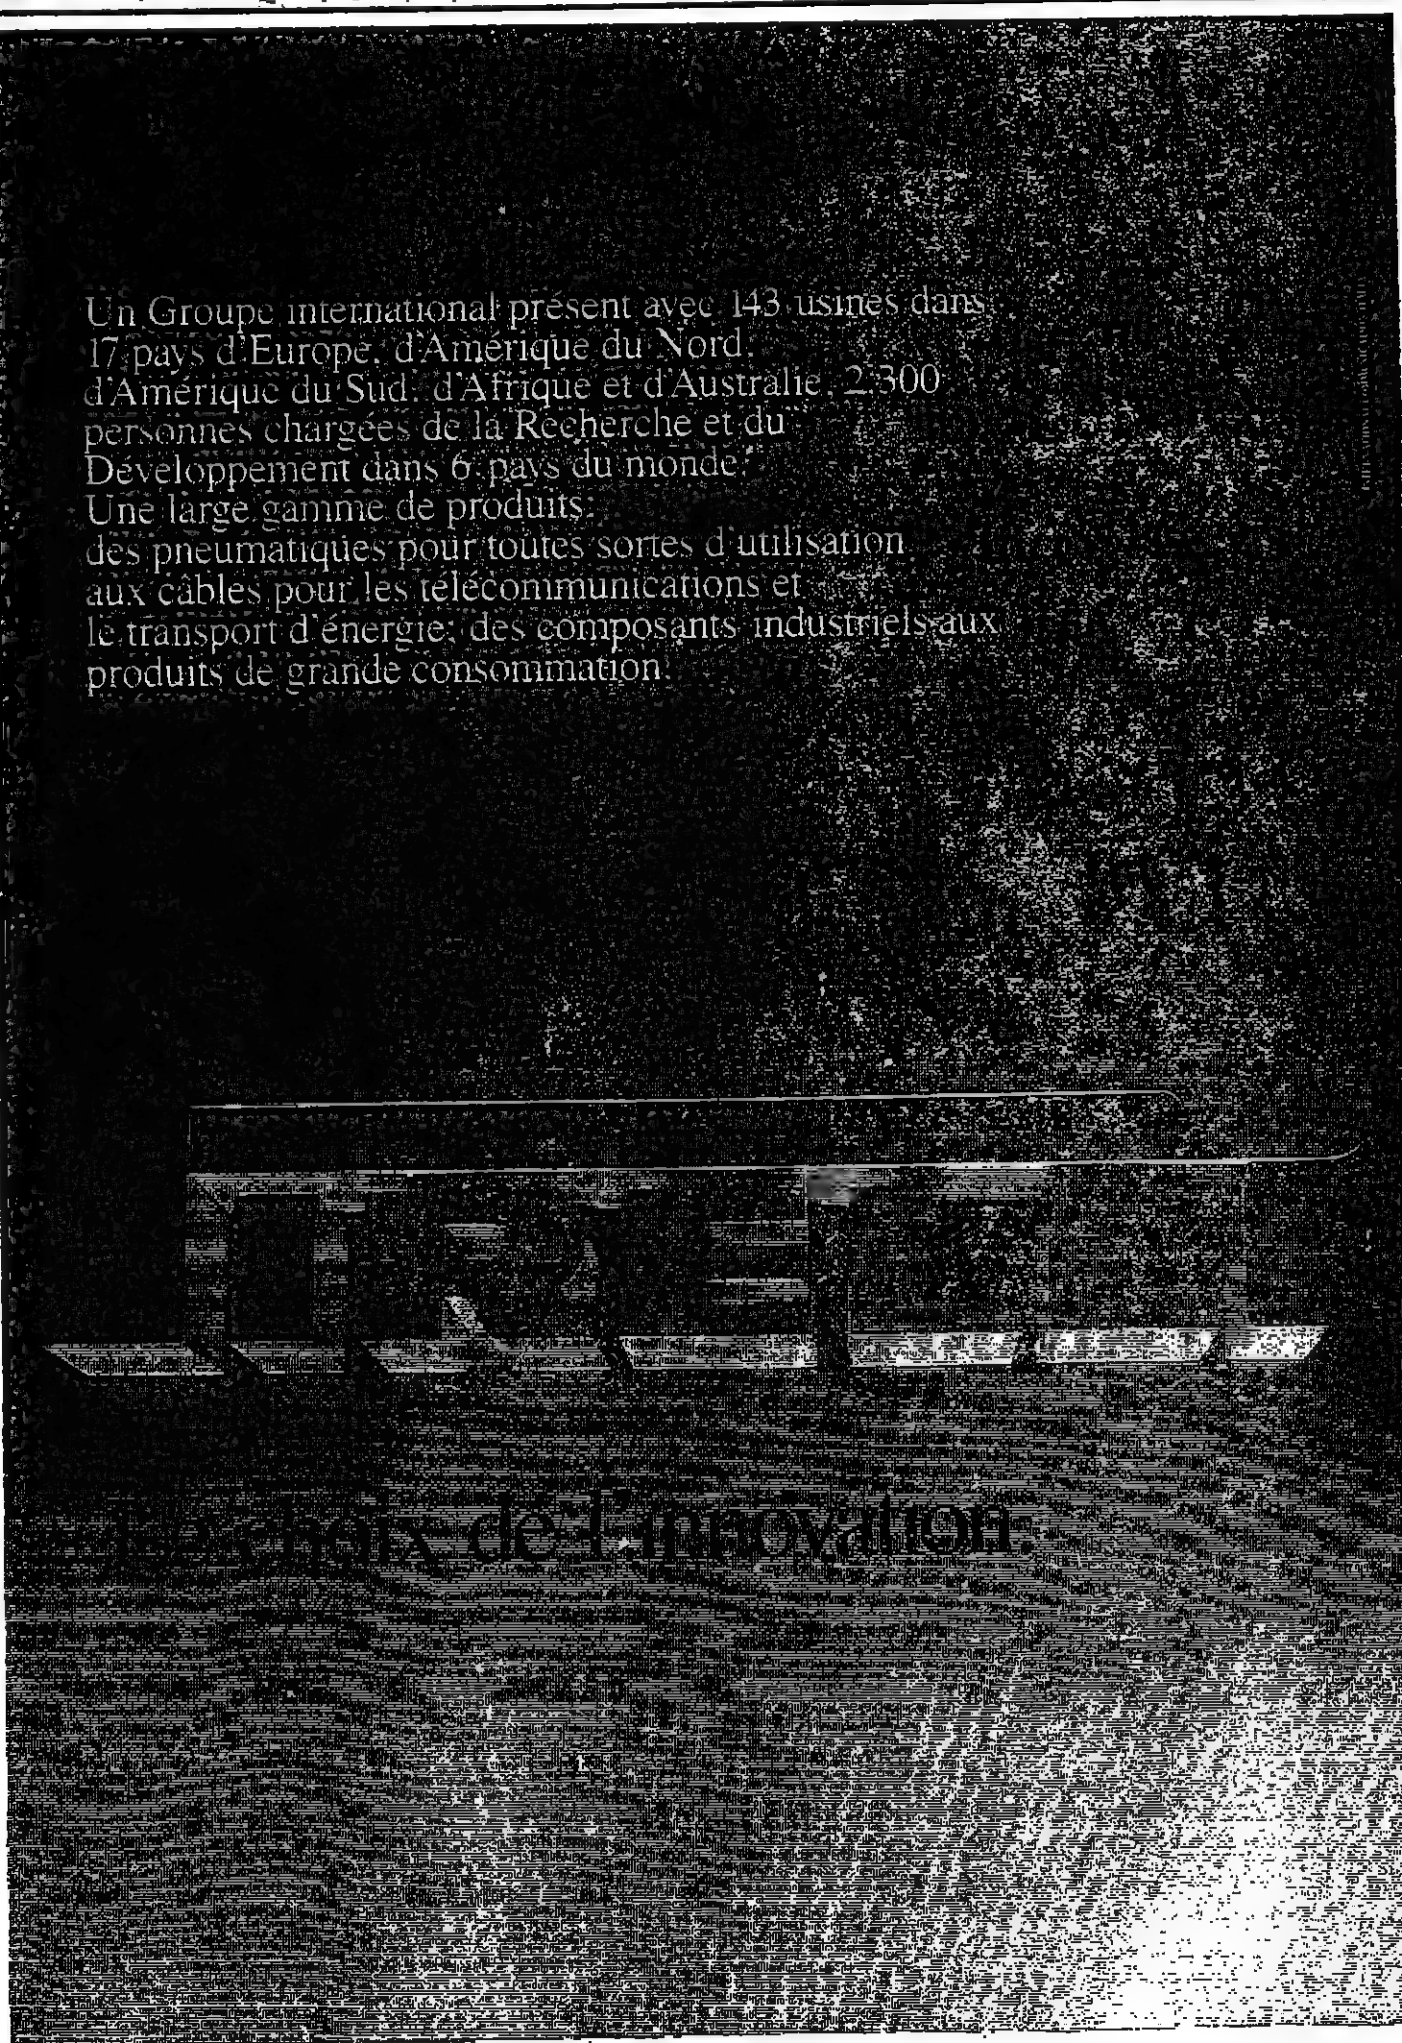 Un Groupe international présent avec 143 usines dans
17 pays d'Europe, d'Amérique du Nord,
d'Amérique du Sud, d'Afrique et d'Australie. 2.300
personnes chargées de la Recherche et du
Développement dans 6 pays du monde.
Une large gamme de produits:
des pneumatiques pour toutes sortes d'utilisation
aux câbles pour les télécommunications et
le transport d'énergie; des composants industriels aux
produits de grande consommation.
choix de l'innovation.